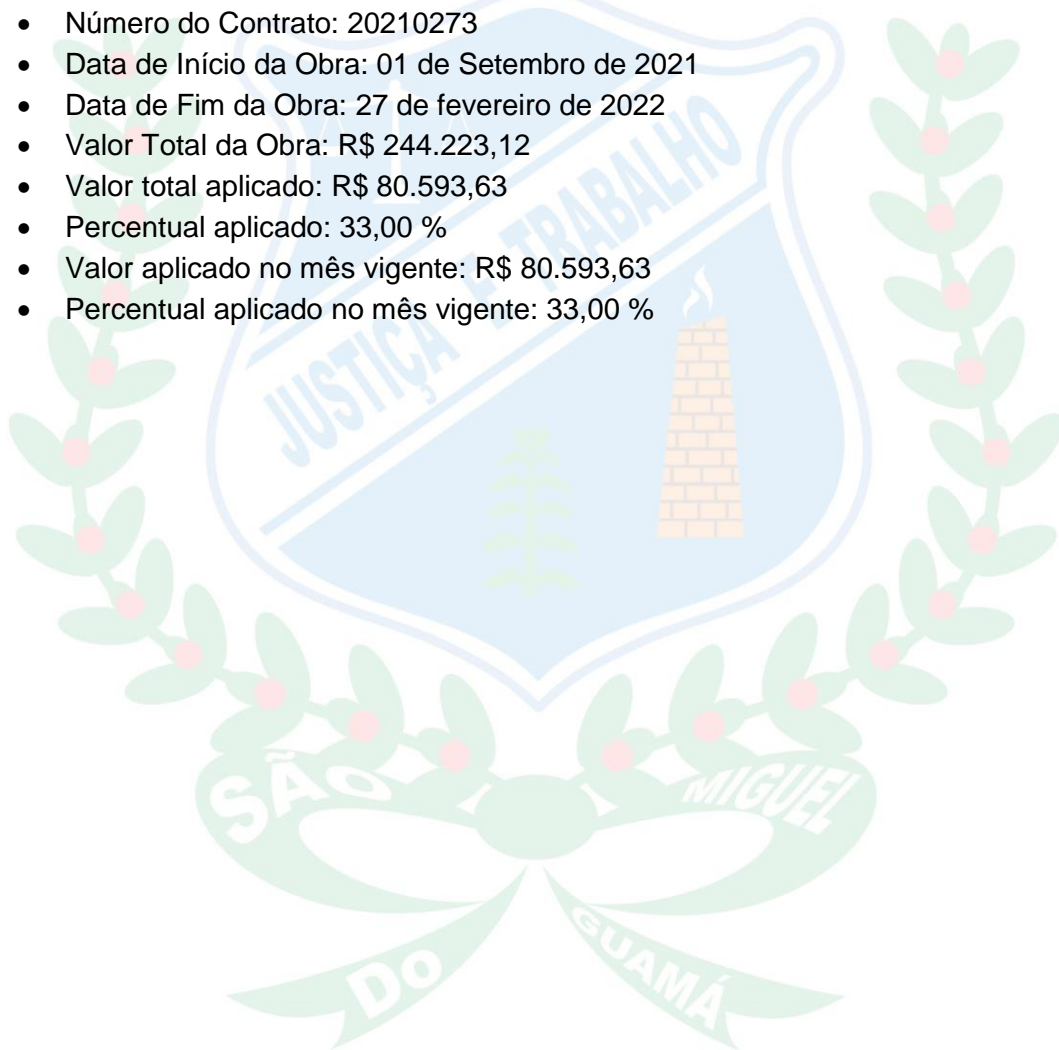 • Número do Contrato: 20210273
• Data de Início da Obra: 01 de Setembro de 2021
• Data de Fim da Obra: 27 de fevereiro de 2022
• Valor Total da Obra: R$ 244.223,12
• Valor total aplicado: R$ 80.593,63
• Percentual aplicado: 33,00 %
• Valor aplicado no mês vigente: R$ 80.593,63
• Percentual aplicado no mês vigente: 33,00 %
JUSTIÇA E TRABALHO
SÃO MIGUEL
DO GUAMÁ